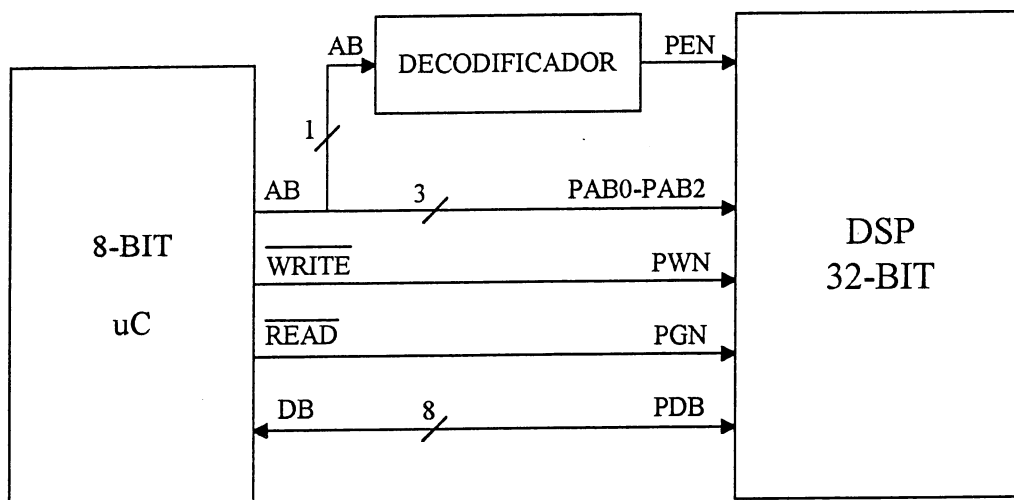 AB
DECODIFICADOR
PEN
1
AB
3
PAB0-PAB2
8-BIT
uC
DSP
32-BIT
WRITE
PWN
READ
PGN
DB
8
PDB